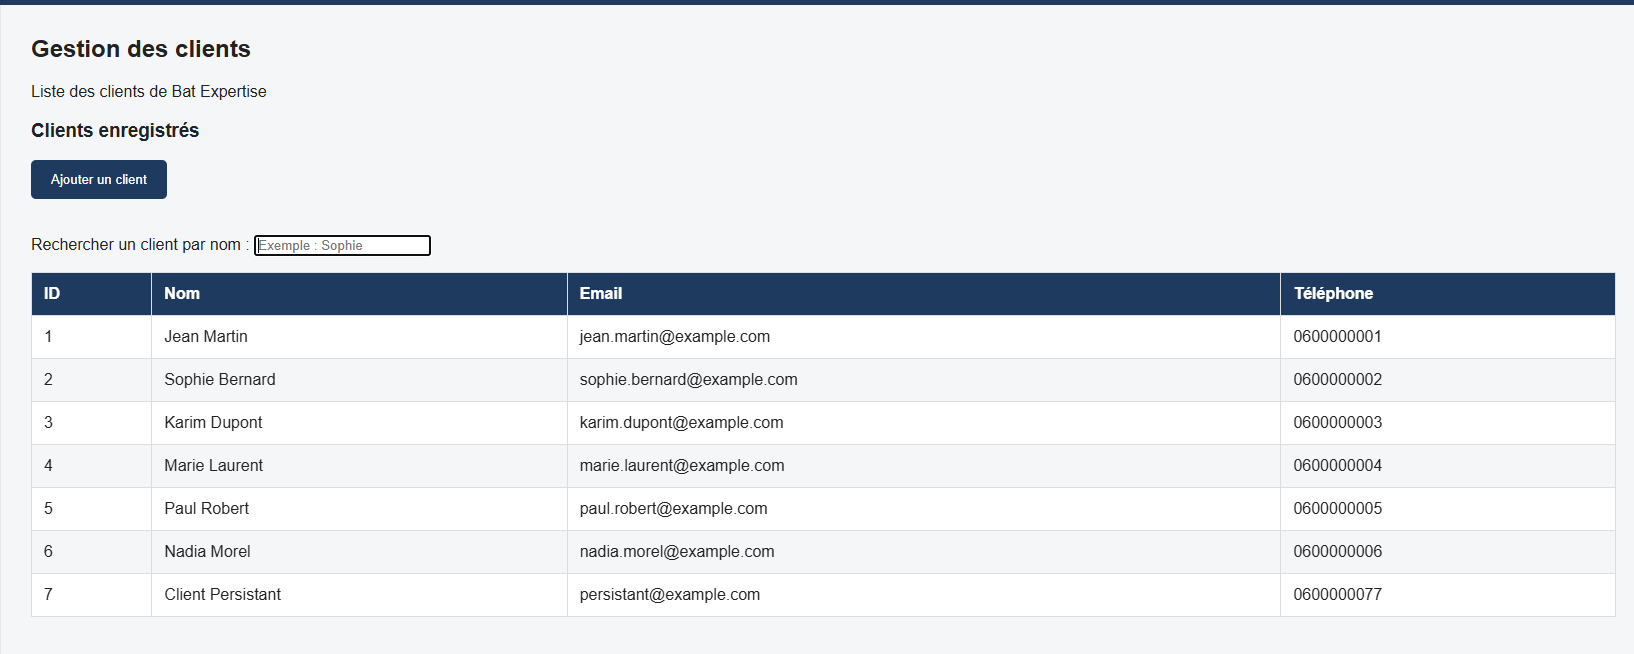 Gestion des clients
Liste des clients de Bat Expertise
Clients enregistrés
Ajouter un client
Rechercher un client par nom : Exemple : Sophie
ID Nom Email Téléphone
1 Jean Martin jean.martin@example.com 0600000001
2 Sophie Bernard sophie.bernard@example.com 0600000002
3 Karim Dupont karim.dupont@example.com 0600000003
4 Marie Laurent marie.laurent@example.com 0600000004
5 Paul Robert paul.robert@example.com 0600000005
6 Nadia Morel nadia.morel@example.com 0600000006
7 Client Persistant persistant@example.com 0600000077